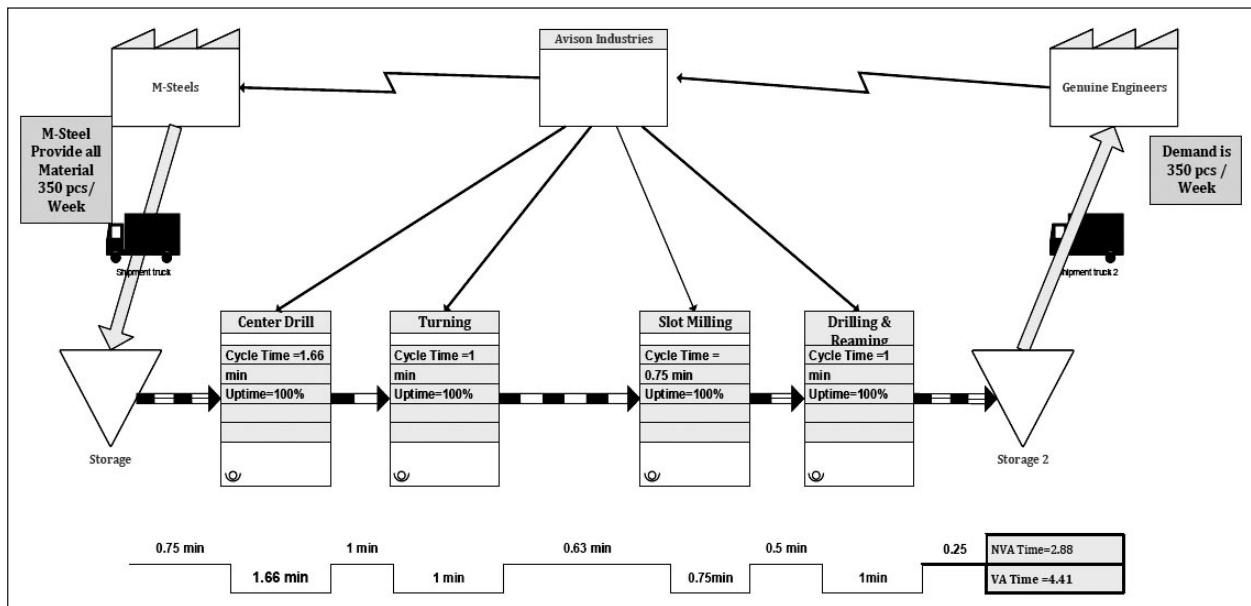 Avison Industries
M-Steels
Genuine Engineers
M-Steel
Provide all
Material
350 pcs/
Week
Demand is
350 pcs /
Week
Shipment truck
Shipment truck 2
Center Drill
Cycle Time =1.66
min
Uptime=100%
Turning
Cycle Time =1
min
Uptime=100%
Slot Milling
Cycle Time =
0.75 min
Uptime=100%
Drilling &
Reaming
Cycle Time =1
min
Uptime=100%
Storage
Storage 2
0.75 min
1 min
0.63 min
0.5 min
0.25
NVA Time=2.88
1.66 min
1 min
0.75min
1min
VA Time =4.41